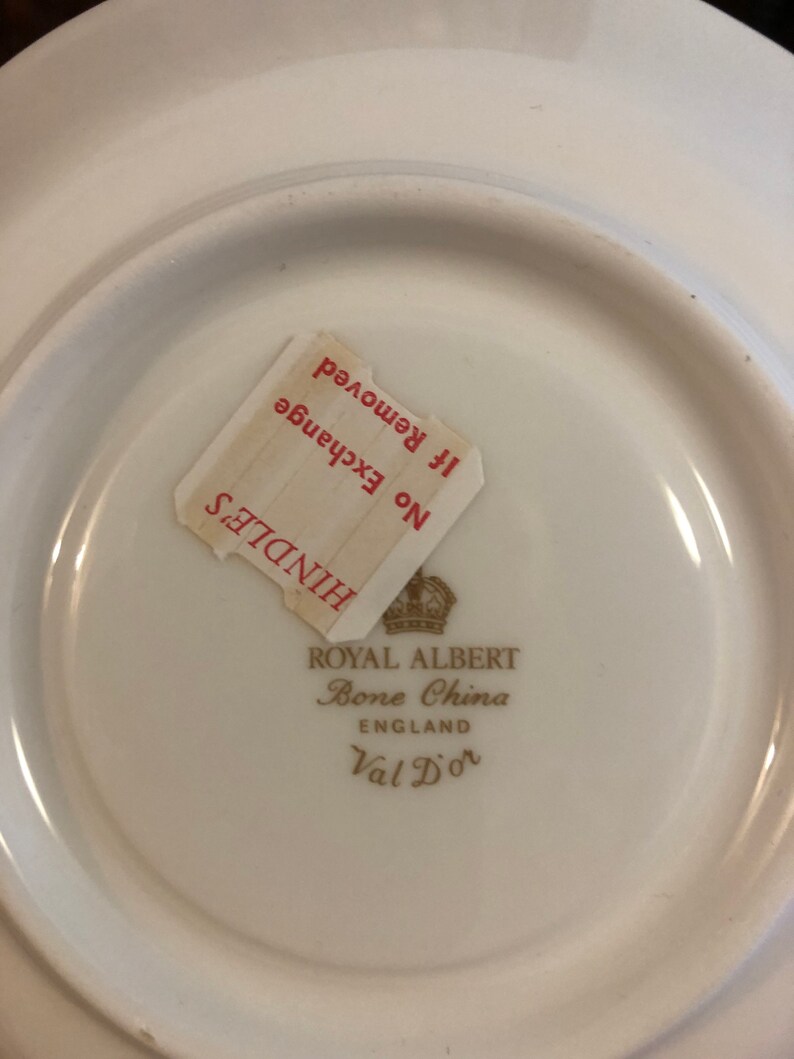 HINDLE'S
No Exchange
If Removed
ROYAL ALBERT
Bone China
ENGLAND
Val D'or